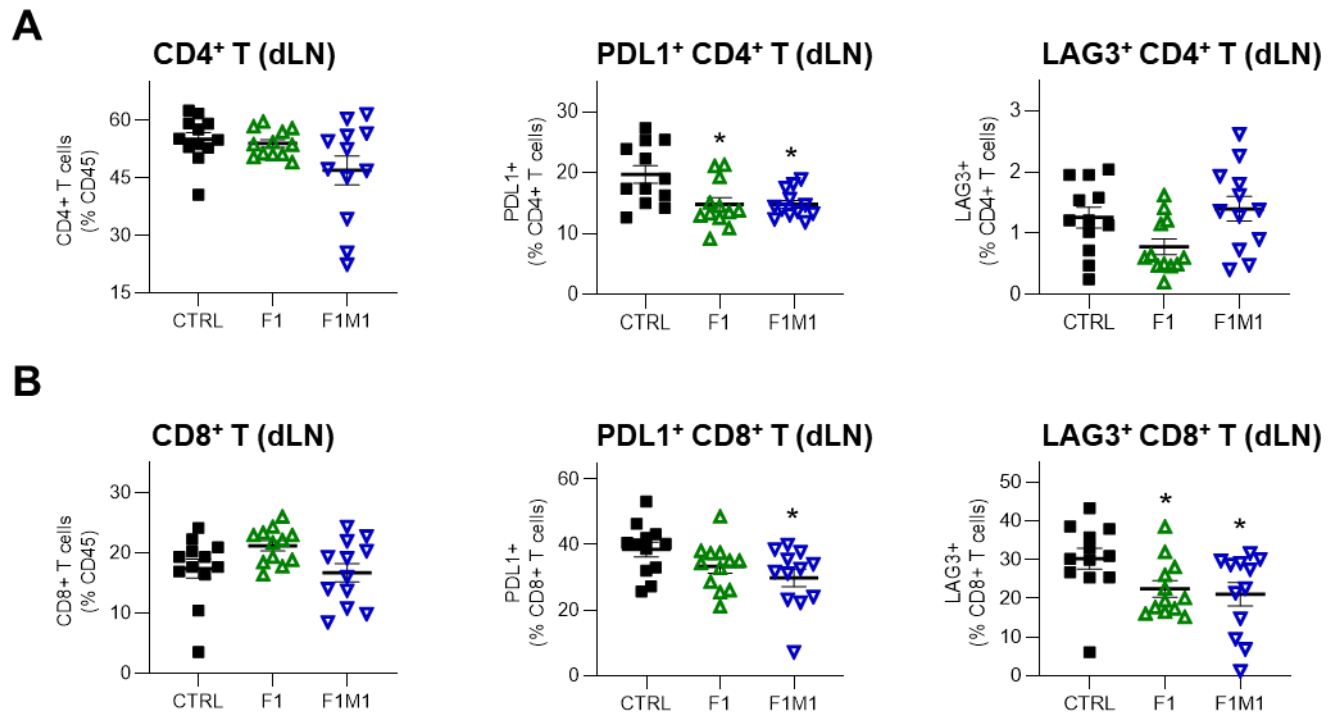 A
CD4⁺ T (dLN)
CD4+ T cells
(% CD45)
60
45
30
15
CTRL F1 F1M1
PDL1⁺ CD4⁺ T (dLN)
PDL1+
(% CD4+ T cells)
30
20
10
0
* *
CTRL F1 F1M1
LAG3⁺ CD4⁺ T (dLN)
LAG3+
(% CD4+ T cells)
3
2
1
0
CTRL F1 F1M1
B
CD8⁺ T (dLN)
CD8+ T cells
(% CD45)
30
20
10
0
CTRL F1 F1M1
PDL1⁺ CD8⁺ T (dLN)
PDL1+
(% CD8+ T cells)
60
40
20
0
*
CTRL F1 F1M1
LAG3⁺ CD8⁺ T (dLN)
LAG3+
(% CD8+ T cells)
50
40
30
20
10
0
* *
CTRL F1 F1M1